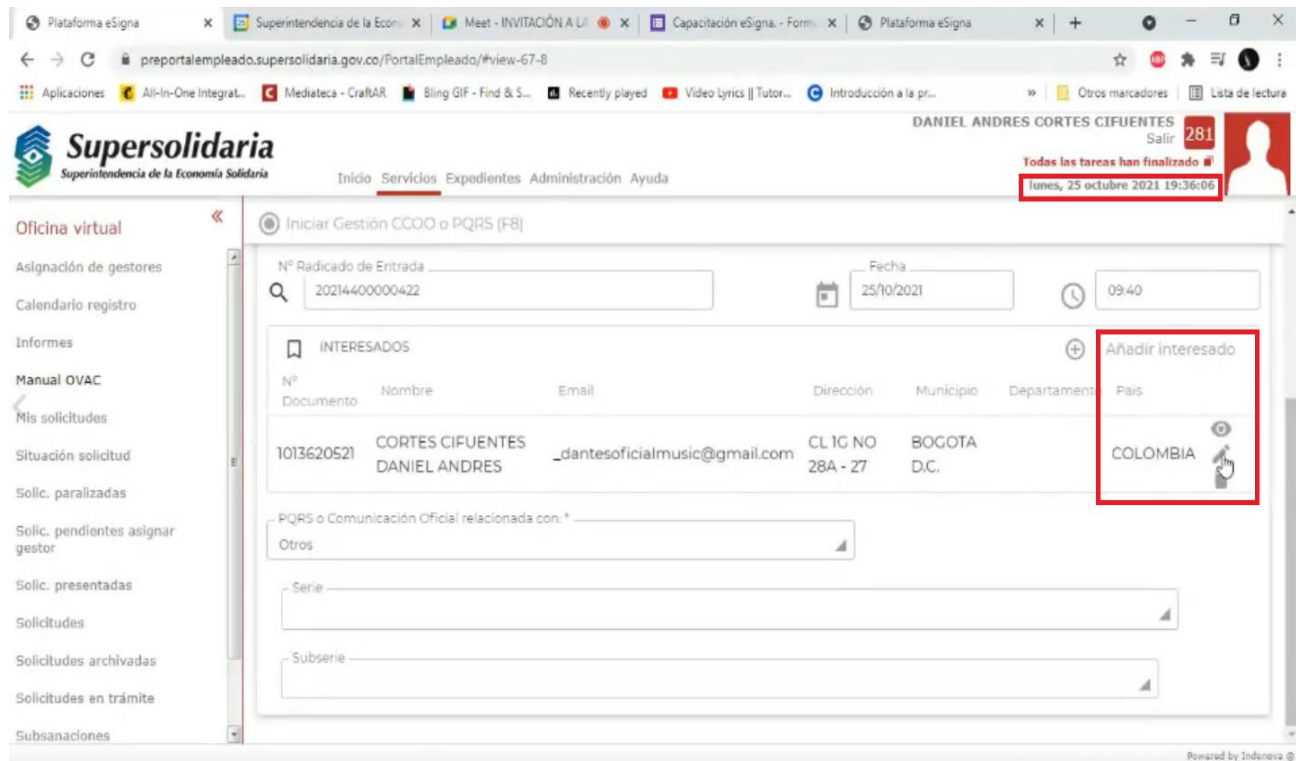 Plataforma eSigna
Superintendencia de la Econ
Meet - INVITACIÓN A LA
Capacitación eSigna. - Form
Plataforma eSigna
preportalempleado.supersolidaria.gov.co/PortalEmpleado/#view-67-8
ABP
Aplicaciones
All-In-One Integrat...
Mediateca - CraftAR
Bling GIF - Find & S...
Recently played
Video Lyrics || Tutor...
Introducción a la pr...
»
Otros marcadores
Lista de lectura
Supersolidaria
Superintendencia de la Economía Solidaria
Inicio Servicios Expedientes Administración Ayuda
DANIEL ANDRES CORTES CIFUENTES
Salir 281
Todas las tareas han finalizado
lunes, 25 octubre 2021 19:36:06
Oficina virtual
Asignación de gestores
Calendario registro
Informes
Manual OVAC
Mis solicitudes
Situación solicitud
Solic. paralizadas
Solic. pendientes asignar
gestor
Solic. presentadas
Solicitudes
Solicitudes archivadas
Solicitudes en trámite
Subsanaciones
Iniciar Gestión CCOO o PQRS (F8)
Nº Radicado de Entrada
20214400000422
Fecha
25/10/2021
09:40
INTERESADOS
Añadir interesado
Nº Documento Nombre Email Dirección Municipio Departamento Pais
1013620521 CORTES CIFUENTES DANIEL ANDRES _dantesoficialmusic@gmail.com CL 1G NO 28A - 27 BOGOTA D.C. COLOMBIA
PQRS o Comunicación Oficial relacionada con: *
Otros
Serie
Subserie
Powered by Indenova ©